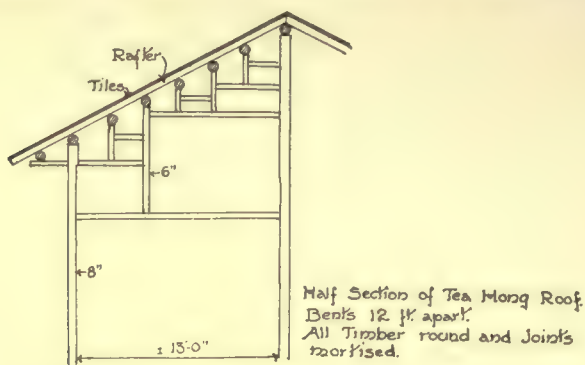 Rafter
Tiles
6"
8"
± 13'-0"
Half Section of Tea Hong Roof.
Bents 12 ft. apart.
All Timber round and Joints
mortised.